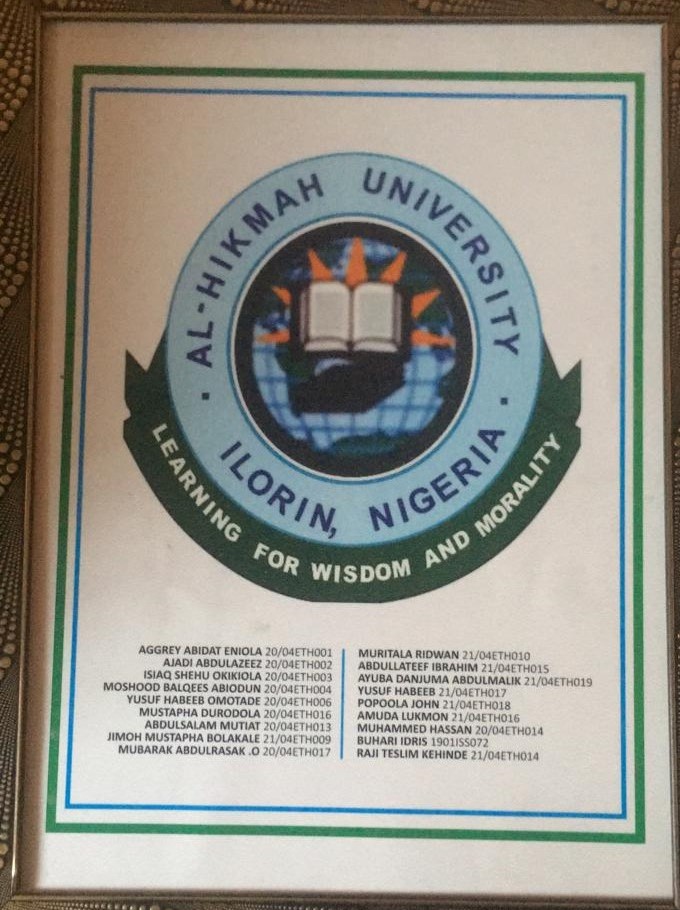 AL-HIKMAH UNIVERSITY
ILORIN, NIGERIA
LEARNING FOR WISDOM AND MORALITY
AGGREY ABIDAT ENIOLA 20/04ETH001
AJADI ABDULAZEEZ 20/04ETH002
ISIAQ SHEHU OKIKIOLA 20/04ETH003
MOSHOOD BALQEES ABIODUN 20/04ETH004
YUSUF HABEEB OMOTADE 20/04ETH006
MUSTAPHA DURODOLA 20/04ETH016
ABDULSALAM MUTIAT 20/04ETH013
JIMOH MUSTAPHA BOLAKALE 21/04ETH009
MUBARAK ABDULRASAK .O 20/04ETH017
MURITALA RIDWAN 21/04ETH010
ABDULLATEEF IBRAHIM 21/04ETH015
AYUBA DANJUMA ABDULMALIK 21/04ETH019
YUSUF HABEEB 21/04ETH017
POPOOLA JOHN 21/04ETH018
AMUDA LUKMON 21/04ETH016
MUHAMMED HASSAN 20/04ETH014
BUHARI IDRIS 1901ISS072
RAJI TESLIM KEHINDE 21/04ETH014